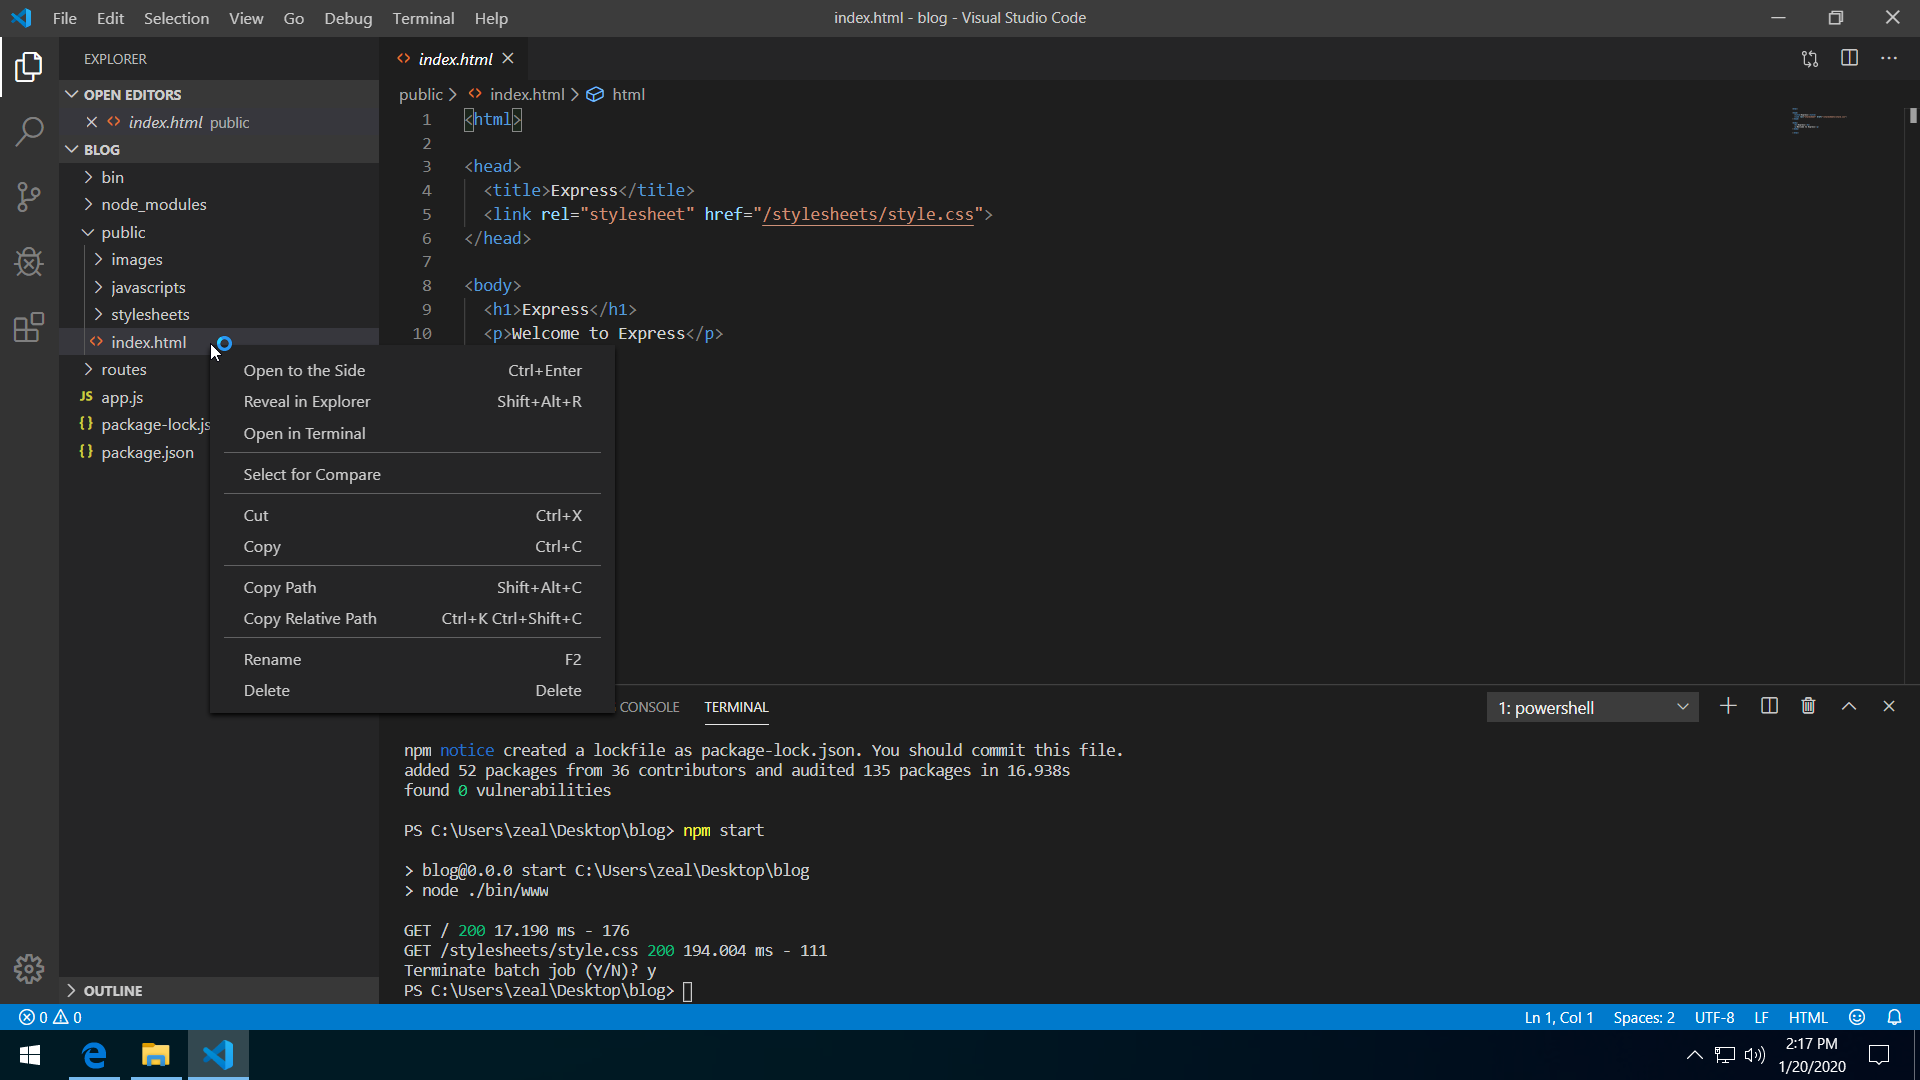 File Edit Selection View Go Debug Terminal Help
index.html - blog - Visual Studio Code
EXPLORER
OPEN EDITORS
index.html public
BLOG
bin
node_modules
public
images
javascripts
stylesheets
index.html
routes
JS app.js
{} package-lock.js
{} package.json
OUTLINE
index.html
public > index.html > html
1 <html>
2
3 <head>
4 <title>Express</title>
5 <link rel="stylesheet" href="/stylesheets/style.css">
6 </head>
7
8 <body>
9 <h1>Express</h1>
10 <p>Welcome to Express</p>
Open to the Side Ctrl+Enter
Reveal in Explorer Shift+Alt+R
Open in Terminal
Select for Compare
Cut Ctrl+X
Copy Ctrl+C
Copy Path Shift+Alt+C
Copy Relative Path Ctrl+K Ctrl+Shift+C
Rename F2
Delete Delete
CONSOLE TERMINAL
1: powershell
npm notice created a lockfile as package-lock.json. You should commit this file.
added 52 packages from 36 contributors and audited 135 packages in 16.938s
found 0 vulnerabilities
PS C:\Users\zeal\Desktop\blog> npm start
> blog@0.0.0 start C:\Users\zeal\Desktop\blog
> node ./bin/www
GET / 200 17.190 ms - 176
GET /stylesheets/style.css 200 194.004 ms - 111
Terminate batch job (Y/N)? y
PS C:\Users\zeal\Desktop\blog>
0 0
Ln 1, Col 1 Spaces: 2 UTF-8 LF HTML
2:17 PM
1/20/2020